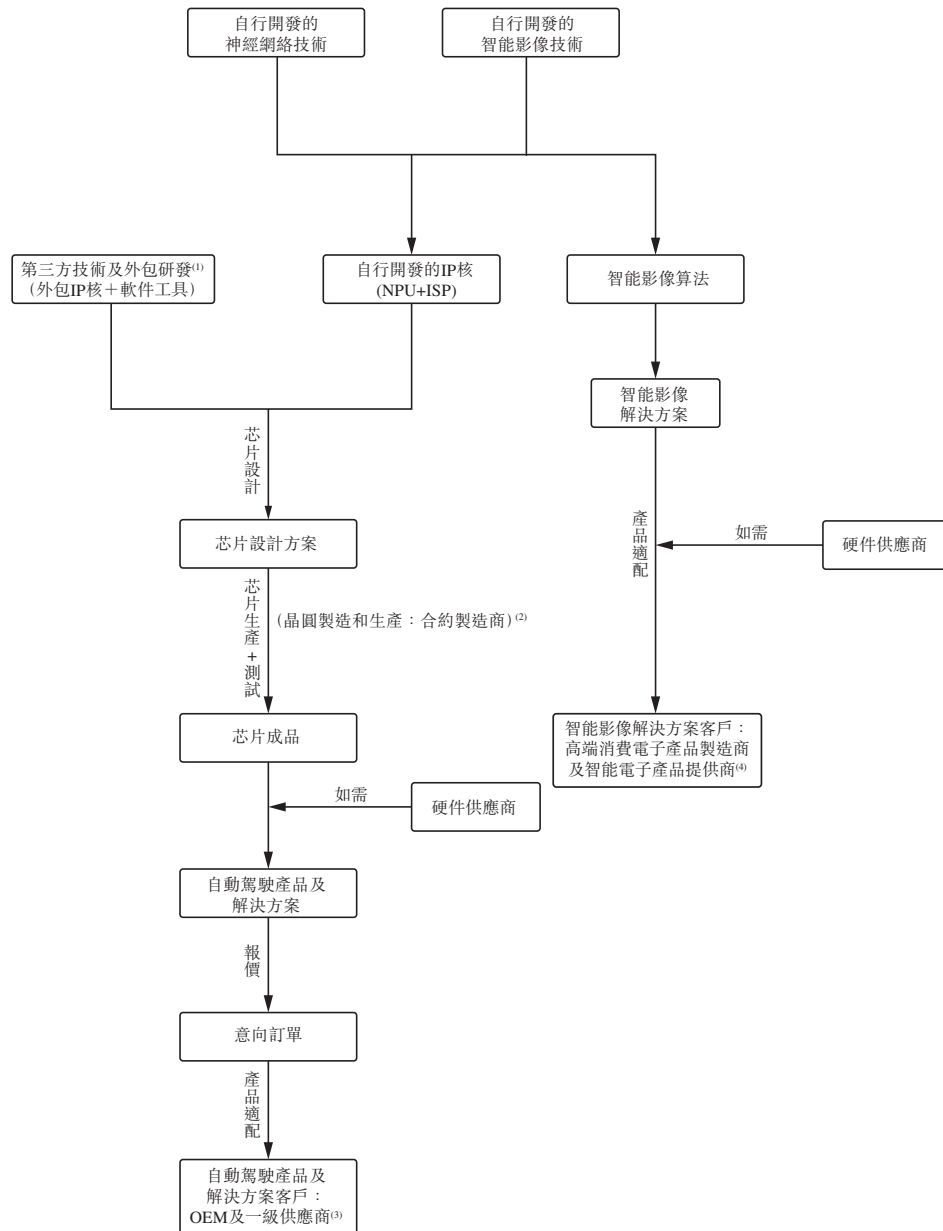 自行開發的
神經網絡技術
自行開發的
智能影像技術
第三方技術及外包研發(1)
(外包IP核+軟件工具)
自行開發的IP核
(NPU+ISP)
智能影像算法
智能影像
解決方案
芯片設計
芯片設計方案
產品適配
如需
硬件供應商
芯片生產+測試
(晶圓製造和生產：合約製造商)(2)
芯片成品
智能影像解決方案客戶：
高端消費電子產品製造商
及智能電子產品提供商(4)
如需
硬件供應商
自動駕駛產品及
解決方案
報價
意向訂單
產品適配
自動駕駛產品及
解決方案客戶：
OEM及一級供應商(3)